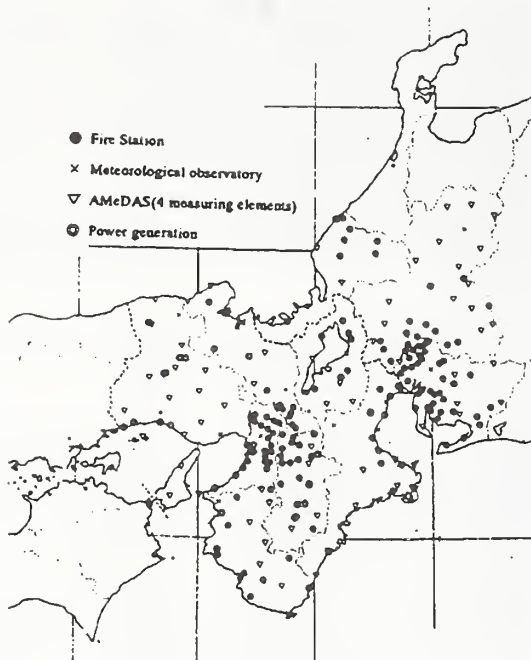 Fire Station
Meteorological observatory
AMeDAS(4 measuring elements)
Power generation